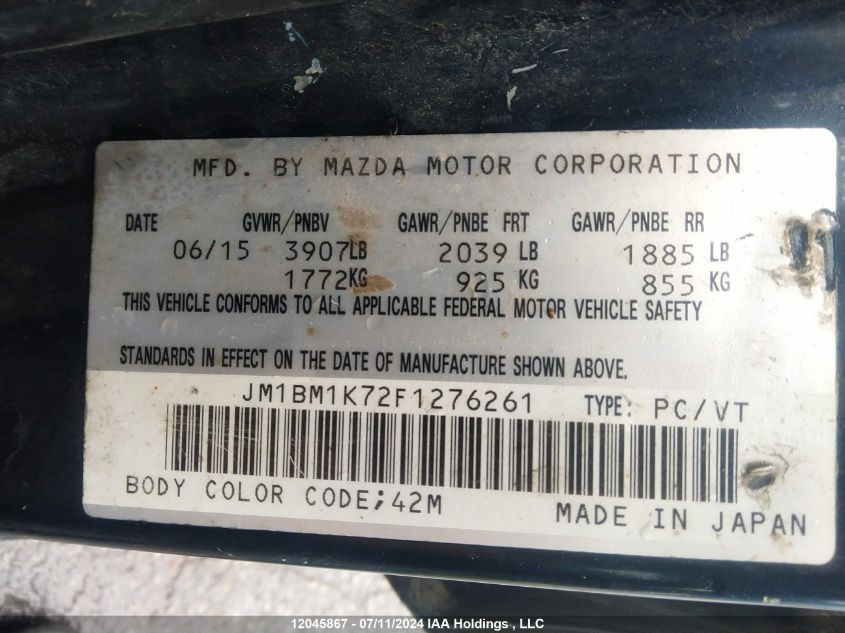 MFD. BY MAZDA MOTOR CORPORATION
DATE GVWR/PNBV GAWR/PNBE FRT GAWR/PNBE RR
06/15 3907LB 2039 LB 1885 LB
1772KG 925 KG 855 KG
THIS VEHICLE CONFORMS TO ALL APPLICABLE FEDERAL MOTOR VEHICLE SAFETY
STANDARDS IN EFFECT ON THE DATE OF MANUFACTURE SHOWN ABOVE.
JM1BM1K72F1276261 TYPE: PC/VT
BODY COLOR CODE;42M
MADE IN JAPAN
12045867 - 07/11/2024 IAA Holdings , LLC